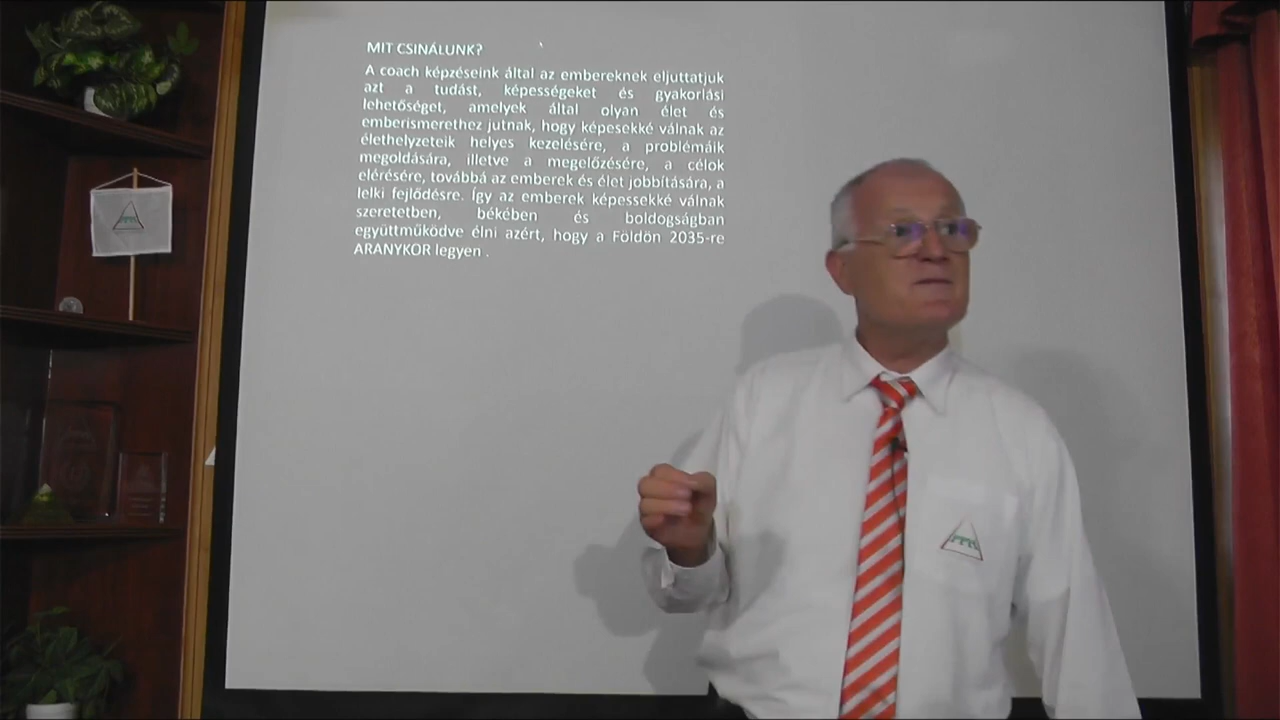 MIT CSINÁLUNK?
A coach képzéseink által az embereknek eljuttatjuk
azt a tudást, képességeket és gyakorlási
lehetőséget, amelyek által olyan élet és
emberismerethez jutnak, hogy képesekké válnak az
élethelyzeteik helyes kezelésére, a problémáik
megoldására, illetve a megelőzésére, a célok
elérésére, továbbá az emberek és élet jobbítására, a
lelki fejlődésre. Így az emberek képessekké válnak
szeretetben, békében és boldogságban
együttműködve élni azért, hogy a Földön 2035-re
ARANYKOR legyen .